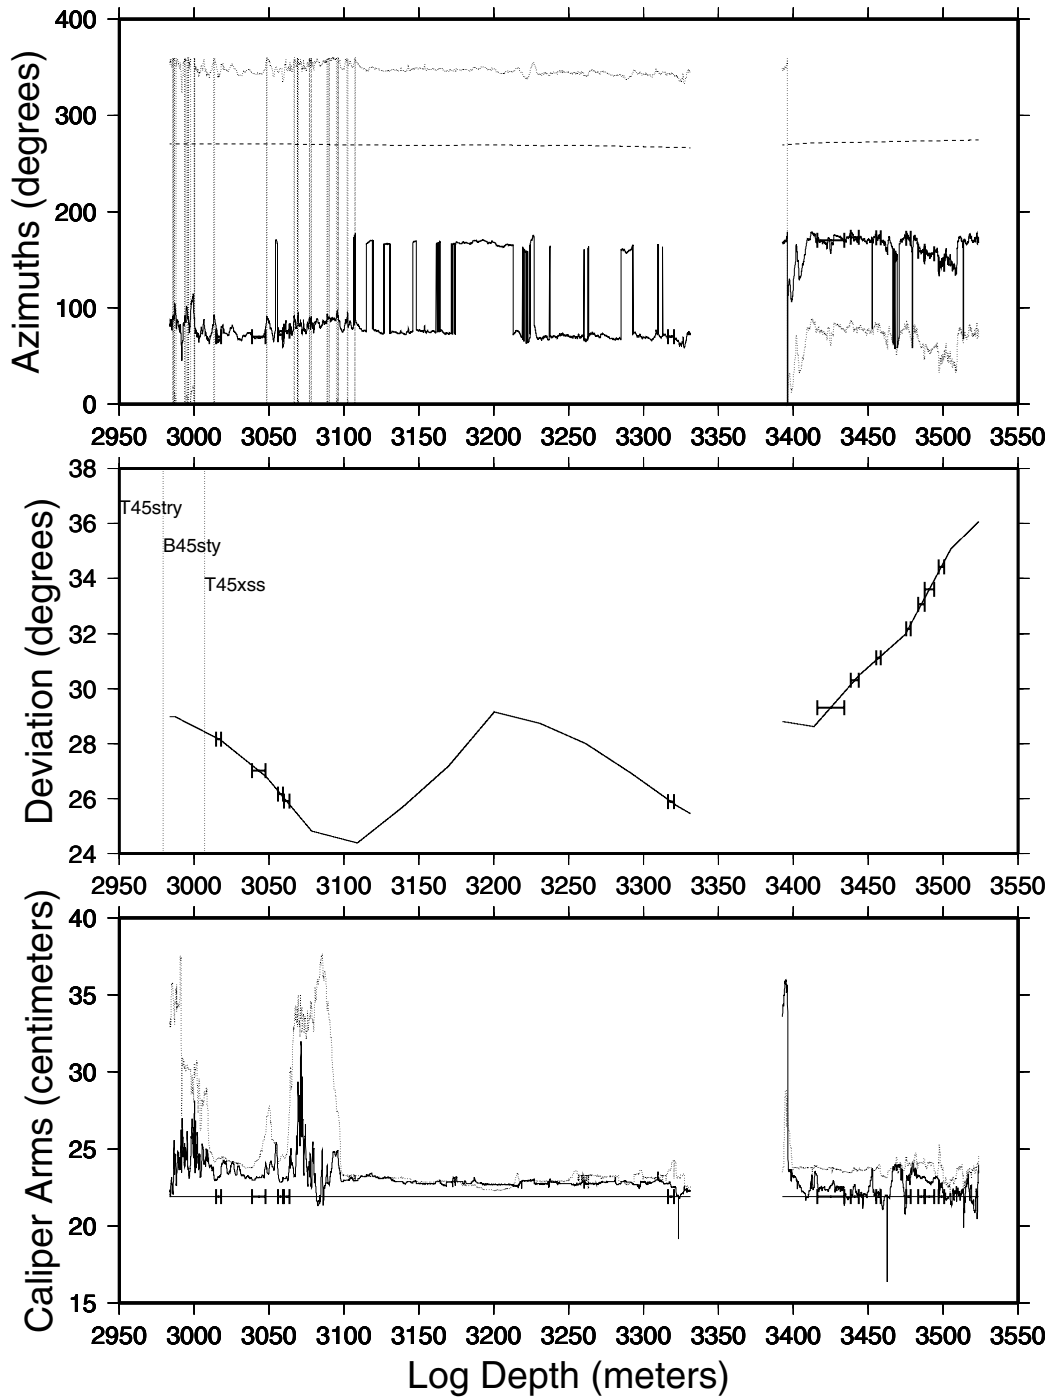 400
300
200
100
0
Azimuths (degrees)
2950 3000 3050 3100 3150 3200 3250 3300 3350 3400 3450 3500 3550
38
36
34
32
30
28
26
24
Deviation (degrees)
T45stry
B45sty
T45xss
2950 3000 3050 3100 3150 3200 3250 3300 3350 3400 3450 3500 3550
40
35
30
25
20
15
Caliper Arms (centimeters)
2950 3000 3050 3100 3150 3200 3250 3300 3350 3400 3450 3500 3550
Log Depth (meters)